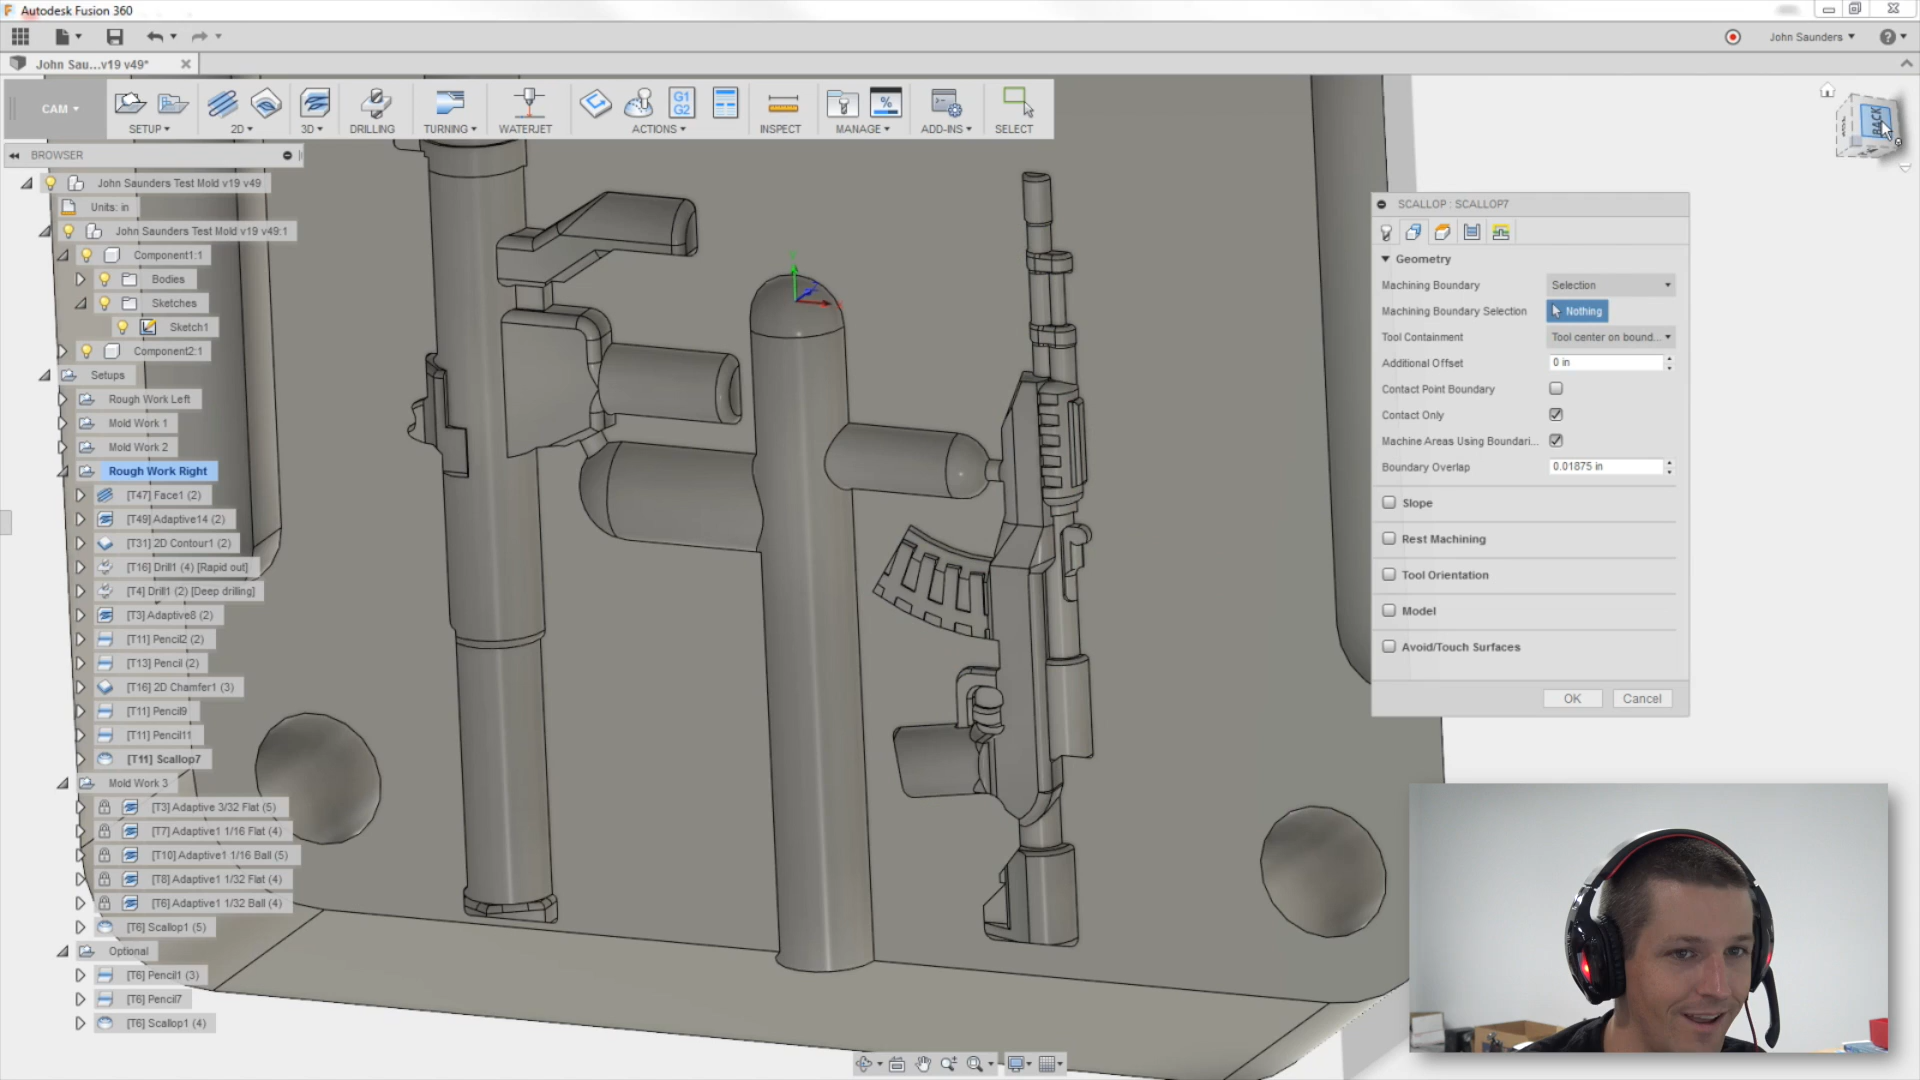 Autodesk Fusion 360
John Saunders
John Sau...v19 v49*
CAM
SETUP
2D
3D
DRILLING
TURNING
WATERJET
G1
G2
ACTIONS
INSPECT
%
MANAGE
ADD-INS
SELECT
BACK
BROWSER
John Saunders Test Mold v19 v49
Units: in
John Saunders Test Mold v19 v49:1
Component1:1
Bodies
Sketches
Sketch1
Component2:1
Setups
Rough Work Left
Mold Work 1
Mold Work 2
Rough Work Right
[T47] Face1 (2)
[T49] Adaptive14 (2)
[T31] 2D Contour1 (2)
[T16] Drill1 (4) [Rapid out]
[T4] Drill1 (2) [Deep drilling]
[T3] Adaptive8 (2)
[T11] Pencil2 (2)
[T13] Pencil (2)
[T16] 2D Chamfer1 (3)
[T11] Pencil9
[T11] Pencil11
[T11] Scallop7
Mold Work 3
[T3] Adaptive 3/32 Flat (5)
[T7] Adaptive1 1/16 Flat (4)
[T10] Adaptive1 1/16 Ball (5)
[T8] Adaptive1 1/32 Flat (4)
[T6] Adaptive1 1/32 Ball (4)
[T6] Scallop1 (5)
Optional
[T6] Pencil1 (3)
[T6] Pencil7
[T6] Scallop1 (4)
SCALLOP : SCALLOP7
Geometry
Machining Boundary Selection
Machining Boundary Selection Nothing
Tool Containment Tool center on bound...
Additional Offset 0 in
Contact Point Boundary
Contact Only
Machine Areas Using Boundari...
Boundary Overlap 0.01875 in
Slope
Rest Machining
Tool Orientation
Model
Avoid/Touch Surfaces
OK Cancel